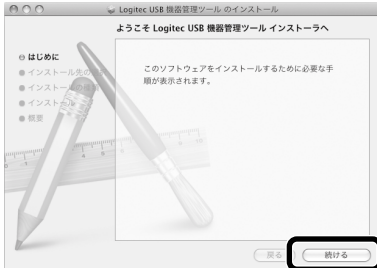 Logitec USB 機器管理ツール のインストール
ようこそ Logitec USB 機器管理ツール インストーラへ
はじめに
インストール先の
インストール
インスト
概要
このソフトウェアをインストールするために必要な手
順が表示されます。
戻る
続ける